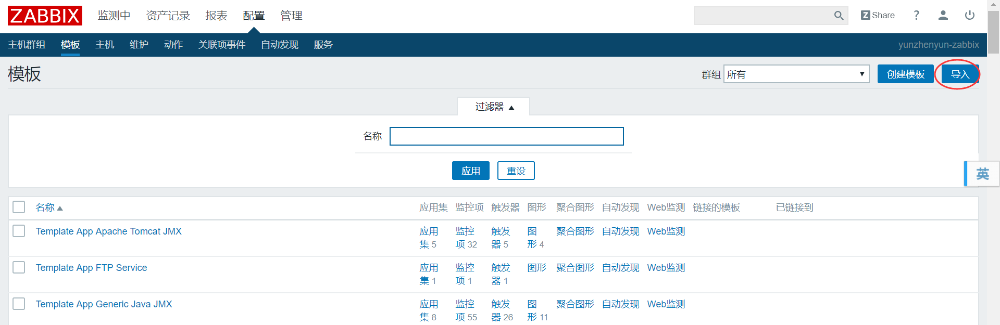 ZABBIX 监测中 资产记录 报表 配置 管理 Z Share ?
主机群组 模板 主机 维护 动作 关联项事件 自动发现 服务 yunzhenyun-zabbix
模板 群组 所有 创建模板 导入
过滤器
名称
应用 重设
英
名称 应用集 监控项 触发器 图形 聚合图形 自动发现 Web监测 链接的模板 已链接到
Template App Apache Tomcat JMX 应用 监控 触发 图 聚合图形 自动发现 Web监测
集 5 项 32 器 5 形 4
Template App FTP Service 应用 监控 触发 图形 聚合图形 自动发现 Web监测
集 1 项 1 器 1
Template App Generic Java JMX 应用 监控 触发 图 聚合图形 自动发现 Web监测
集 8 项 55 器 26 形 11